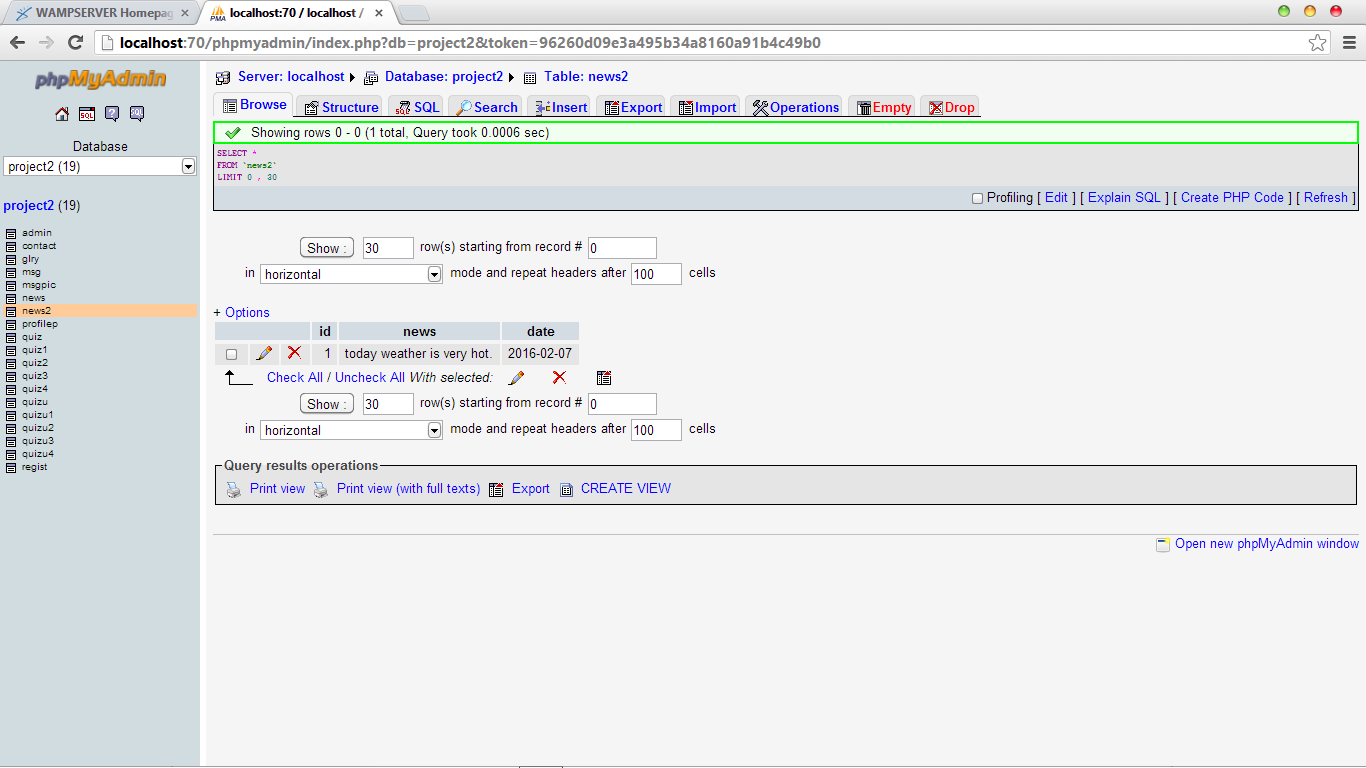 WAMPSERVER Homepag
localhost:70 / localhost /
localhost:70/phpmyadmin/index.php?db=project2&token=96260d09e3a495b34a8160a91b4c49b0
phpMyAdmin
SQL
Database
project2 (19)
project2 (19)
admin
contact
glry
msg
msgpic
news
news2
profilep
quiz
quiz1
quiz2
quiz3
quiz4
quizu
quizu1
quizu2
quizu3
quizu4
regist
Server: localhost Database: project2 Table: news2
Browse Structure SQL Search Insert Export Import Operations Empty Drop
Showing rows 0 - 0 (1 total, Query took 0.0006 sec)
SELECT *
FROM `news2`
LIMIT 0 , 30
Profiling [ Edit ] [ Explain SQL ] [ Create PHP Code ] [ Refresh ]
Show : 30 row(s) starting from record # 0
in horizontal mode and repeat headers after 100 cells
+ Options
id news date
1 today weather is very hot. 2016-02-07
Check All / Uncheck All With selected:
Show : 30 row(s) starting from record # 0
in horizontal mode and repeat headers after 100 cells
Query results operations
Print view Print view (with full texts) Export CREATE VIEW
Open new phpMyAdmin window